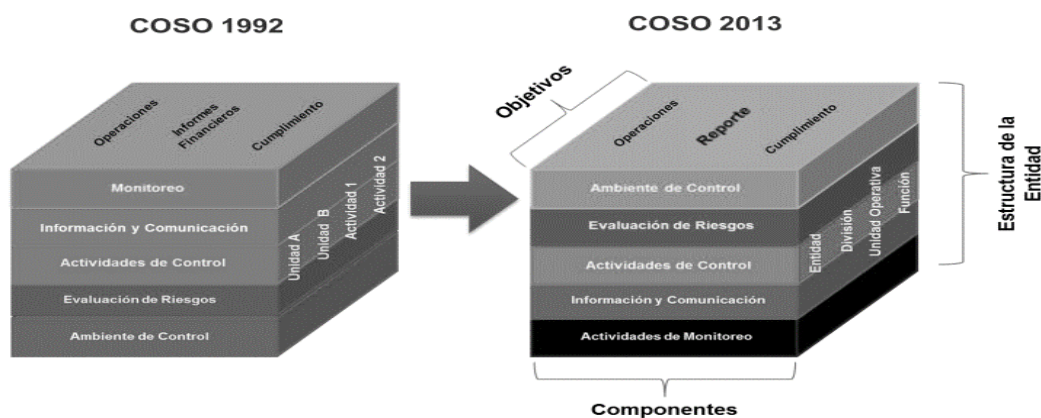 COSO 1992
Operaciones
Informes
Financieros
Cumplimiento
Monitoreo
Información y Comunicación
Actividades de Control
Evaluación de Riesgos
Ambiente de Control
Unidad A
Unidad B
Actividad 1
Actividad 2
COSO 2013
Objetivos
Operaciones
Reporte
Cumplimiento
Ambiente de Control
Evaluación de Riesgos
Actividades de Control
Información y Comunicación
Actividades de Monitoreo
Entidad
División
Unidad Operativa
Función
Estructura de la
Entidad
Componentes